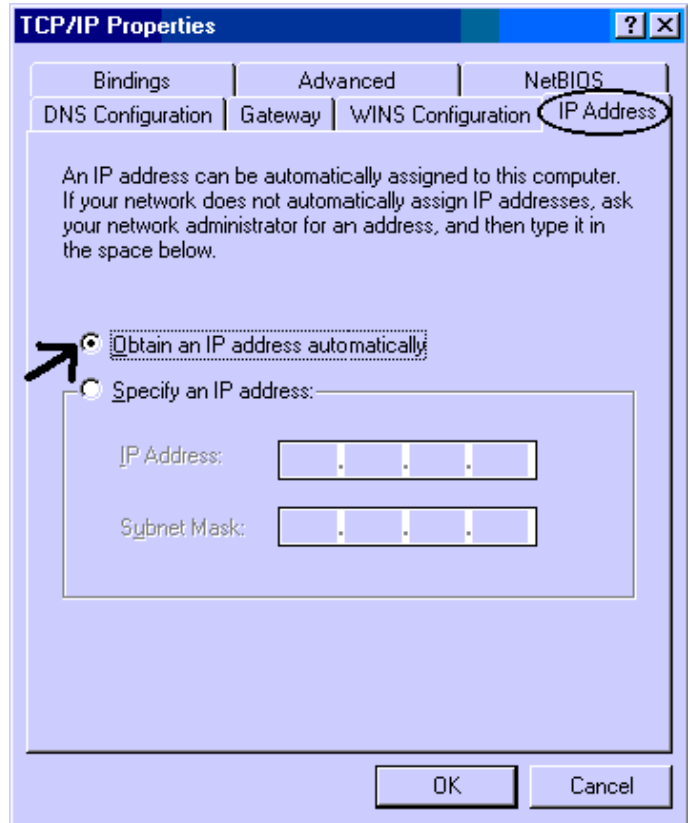 TCP/IP Properties
? ×
Bindings Advanced NetBIOS
DNS Configuration Gateway WINS Configuration IP Address
An IP address can be automatically assigned to this computer.
If your network does not automatically assign IP addresses, ask
your network administrator for an address, and then type it in
the space below.
Obtain an IP address automatically
Specify an IP address:
IP Address:
. . .
Subnet Mask:
. . .
OK Cancel